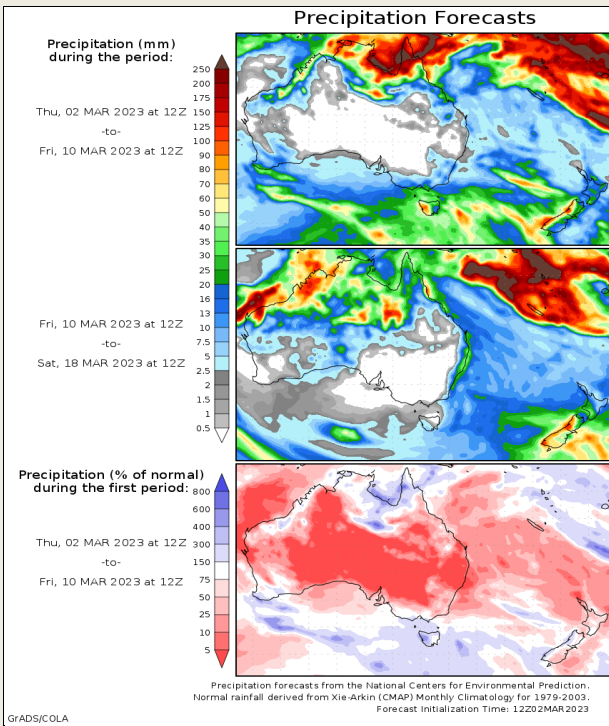 Precipitation Forecasts
Precipitation (mm)
during the period:
Thu, 02 MAR 2023 at 12Z
-to-
Fri, 10 MAR 2023 at 12Z
250
200
175
150
125
100
90
80
70
60
50
40
35
30
25
20
16
13
10
7.5
5
2.5
2
1.5
1
0.5
Fri, 10 MAR 2023 at 12Z
-to-
Sat, 18 MAR 2023 at 12Z
Precipitation (% of normal)
during the first period:
Thu, 02 MAR 2023 at 12Z
-to-
Fri, 10 MAR 2023 at 12Z
800
600
400
300
150
75
50
25
10
5
Precipitation forecasts from the National Centers for Environmental Prediction.
Normal rainfall derived from Xie-Arkin (CMAP) Monthly Climatology for 1979-2003.
Forecast Initialization Time: 12Z02MAR2023
GrADS/COLA